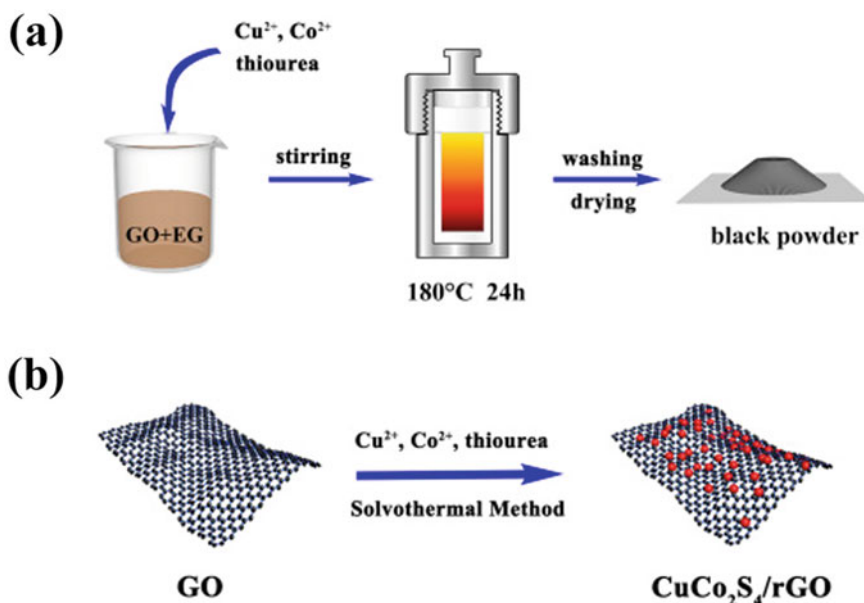 (a)
Cu²⁺, Co²⁺
thiourea
GO+EG
stirring
180°C 24h
washing
drying
black powder
(b)
GO
Cu²⁺, Co²⁺, thiourea
Solvothermal Method
CuCo₂S₄/rGO